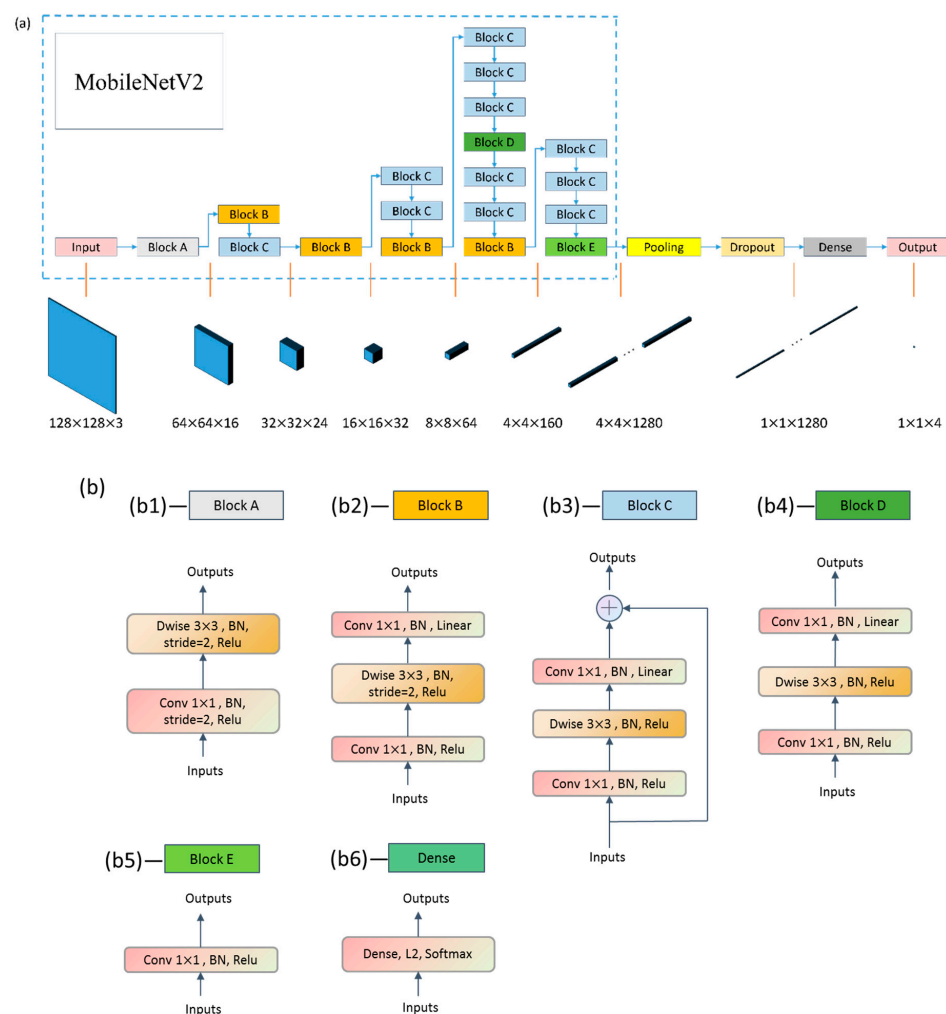 (a)
MobileNetV2
Block C
Block C
Block C
Block D
Block C
Block C
Block C
Block C
Block C
Block C
Block C
Block C
Block B
Input
Block A
Block C
Block B
Block B
Block B
Block E
Pooling
Dropout
Dense
Output
...
...
128×128×3
64×64×16
32×32×24
16×16×32
8×8×64
4×4×160
4×4×1280
1×1×1280
1×1×4
(b)
(b1)
Block A
Outputs
Dwise 3×3 , BN,
stride=2, Relu
Conv 1×1 , BN,
stride=2, Relu
Inputs
(b2)
Block B
Outputs
Conv 1×1 , BN , Linear
Dwise 3×3 , BN,
stride=2, Relu
Conv 1×1 , BN, Relu
Inputs
(b3)
Block C
Outputs
+
Conv 1×1 , BN , Linear
Dwise 3×3 , BN, Relu
Conv 1×1 , BN, Relu
Inputs
(b4)
Block D
Outputs
Conv 1×1 , BN , Linear
Dwise 3×3 , BN, Relu
Conv 1×1 , BN, Relu
Inputs
(b5)
Block E
Outputs
Conv 1×1 , BN, Relu
Inputs
(b6)
Dense
Outputs
Dense, L2, Softmax
Inputs